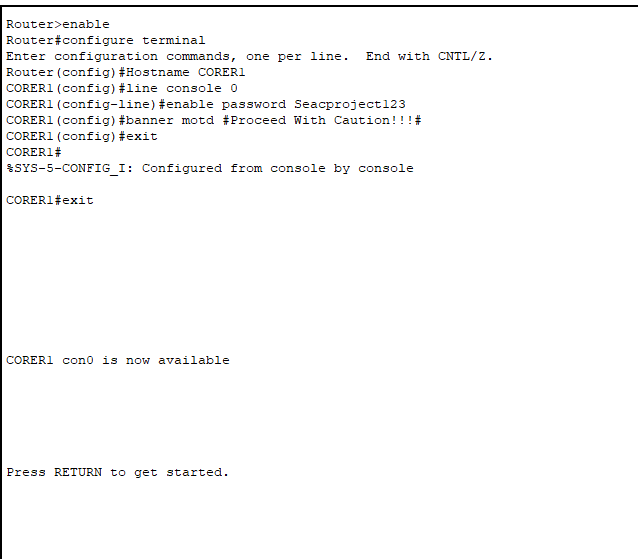 Router>enable
Router#configure terminal
Enter configuration commands, one per line.  End with CNTL/Z.
Router(config)#Hostname CORER1
CORER1(config)#line console 0
CORER1(config-line)#enable password Seacproject123
CORER1(config)#banner motd #Proceed With Caution!!!#
CORER1(config)#exit
CORER1#
%SYS-5-CONFIG_I: Configured from console by console
CORER1#exit
CORER1 con0 is now available
Press RETURN to get started.